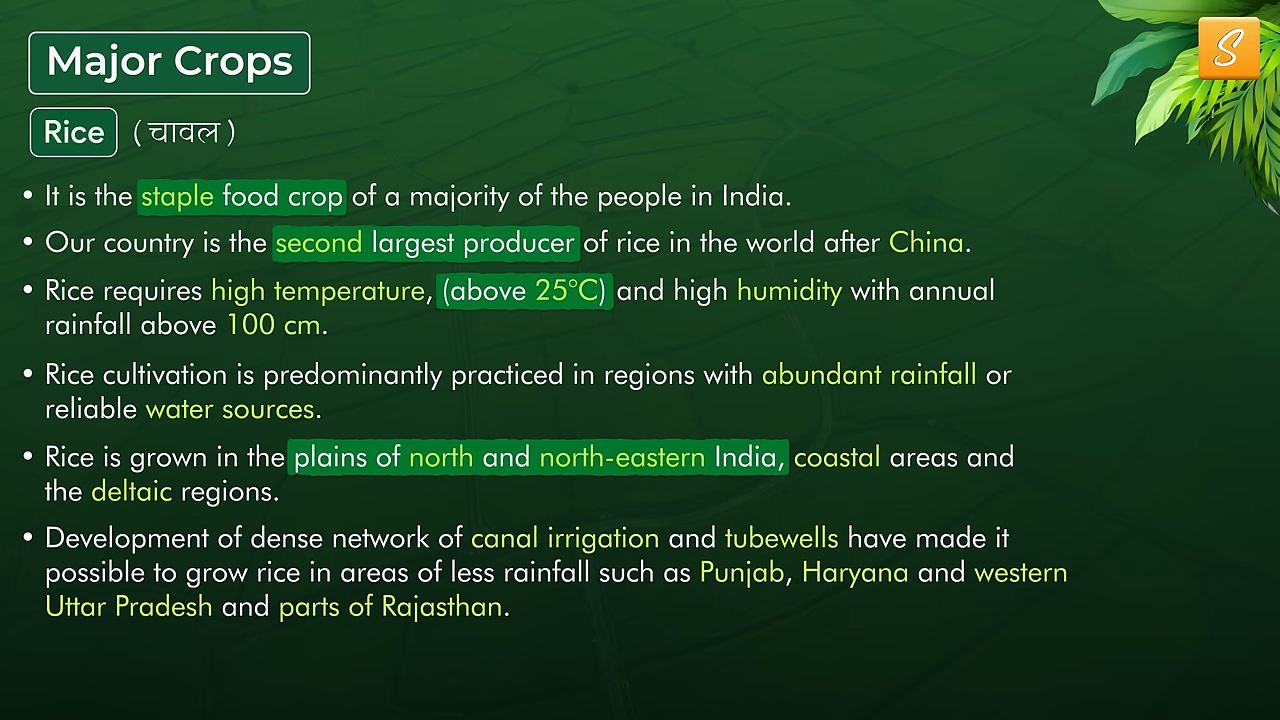 Major Crops
Rice (चावल)
• It is the staple food crop of a majority of the people in India.
• Our country is the second largest producer of rice in the world after China.
• Rice requires high temperature, (above 25°C) and high humidity with annual
rainfall above 100 cm.
• Rice cultivation is predominantly practiced in regions with abundant rainfall or
reliable water sources.
• Rice is grown in the plains of north and north-eastern India, coastal areas and
the deltaic regions.
• Development of dense network of canal irrigation and tubewells have made it
possible to grow rice in areas of less rainfall such as Punjab, Haryana and western
Uttar Pradesh and parts of Rajasthan.
S